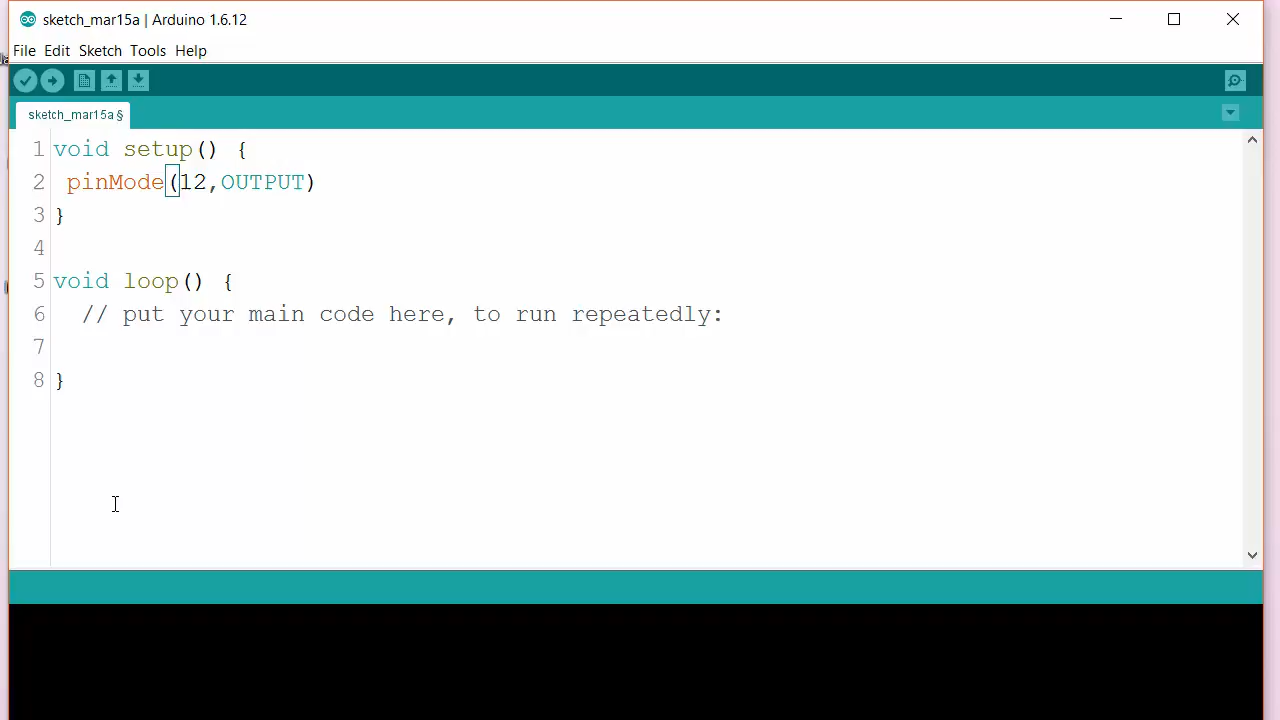 sketch_mar15a | Arduino 1.6.12
File Edit Sketch Tools Help
sketch_mar15a §
1 void setup() {
2 pinMode(12,OUTPUT)
3 }
4
5 void loop() {
6 // put your main code here, to run repeatedly:
7
8 }